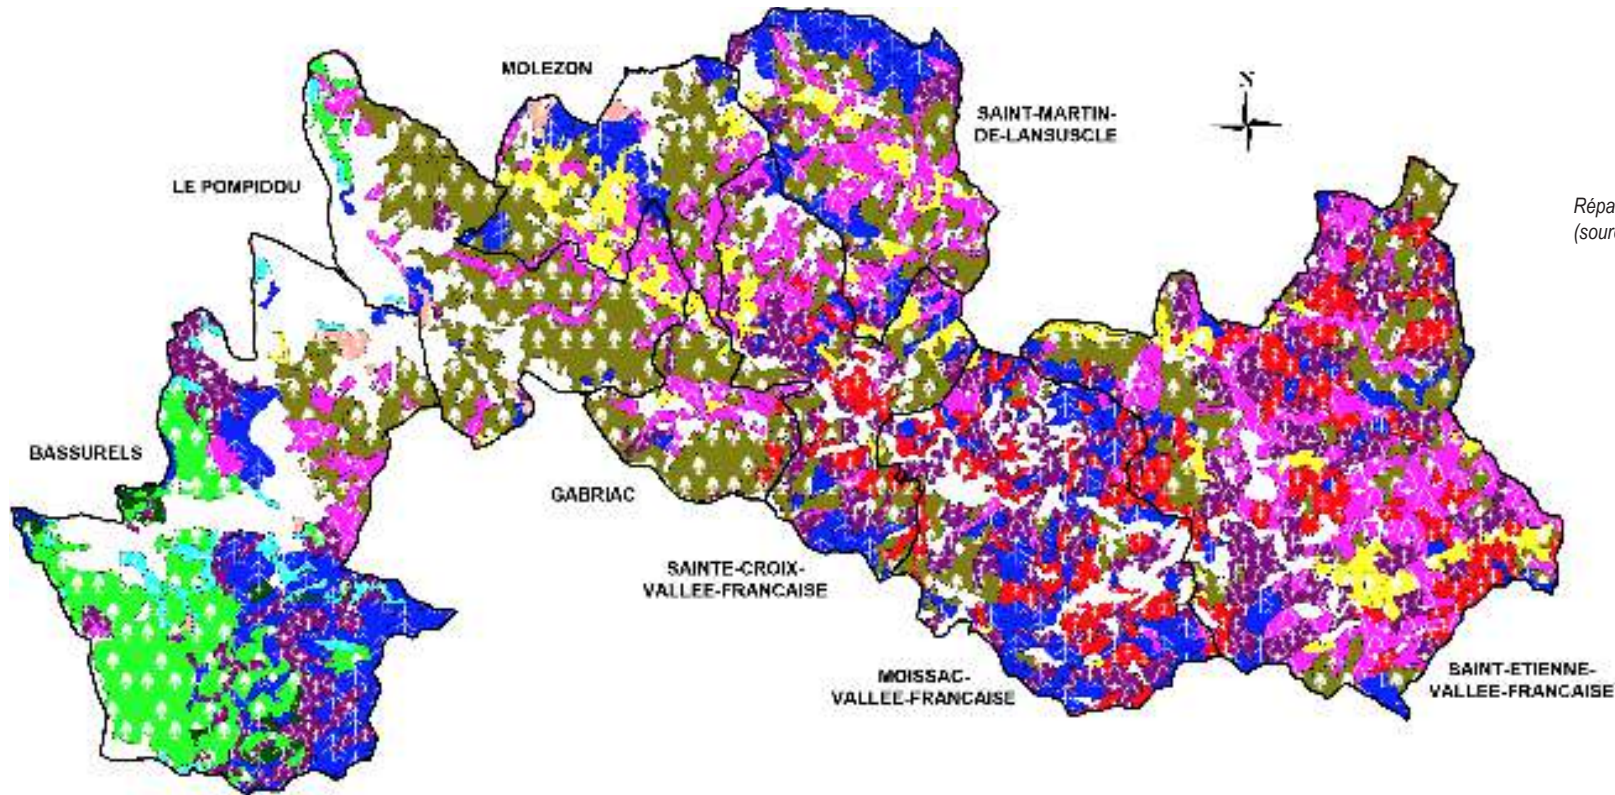 MOLEZON
N
SAINT-MARTIN-
DE-LANSUSCLE
LE POMPIDOU
BASSURELS
GABRIAC
SAINTE-CROIX-
VALLEE-FRANCAISE
MOISSAC-
VALLEE-FRANCAISE
SAINT-ETIENNE-
VALLEE-FRANCAISE